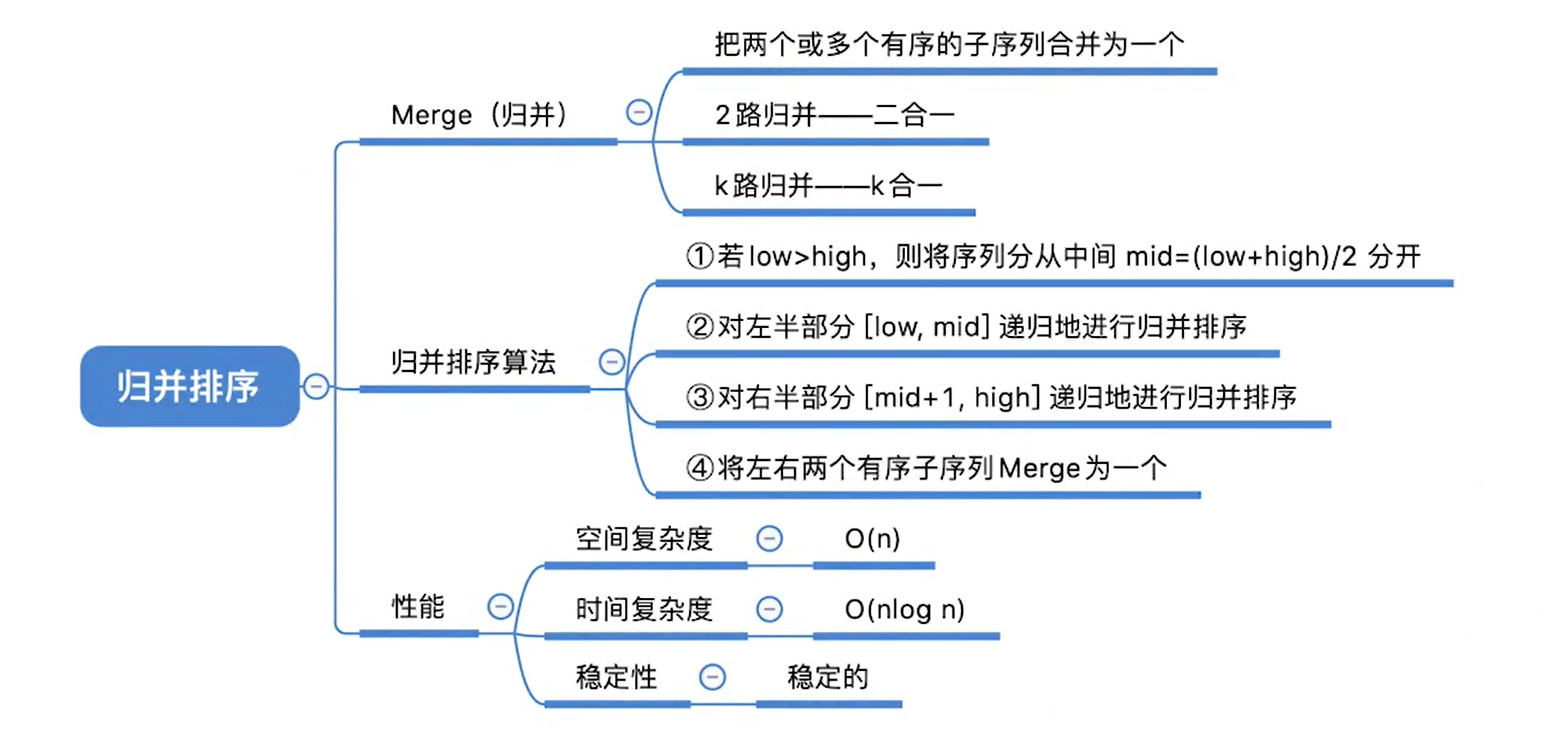 归并排序
Merge（归并）
把两个或多个有序的子序列合并为一个
2路归并——二合一
k路归并——k合一
归并排序算法
①若low>high，则将序列分从中间 mid=(low+high)/2 分开
②对左半部分 [low, mid] 递归地进行归并排序
③对右半部分 [mid+1, high] 递归地进行归并排序
④将左右两个有序子序列Merge为一个
性能
空间复杂度
O(n)
时间复杂度
O(nlog n)
稳定性
稳定的